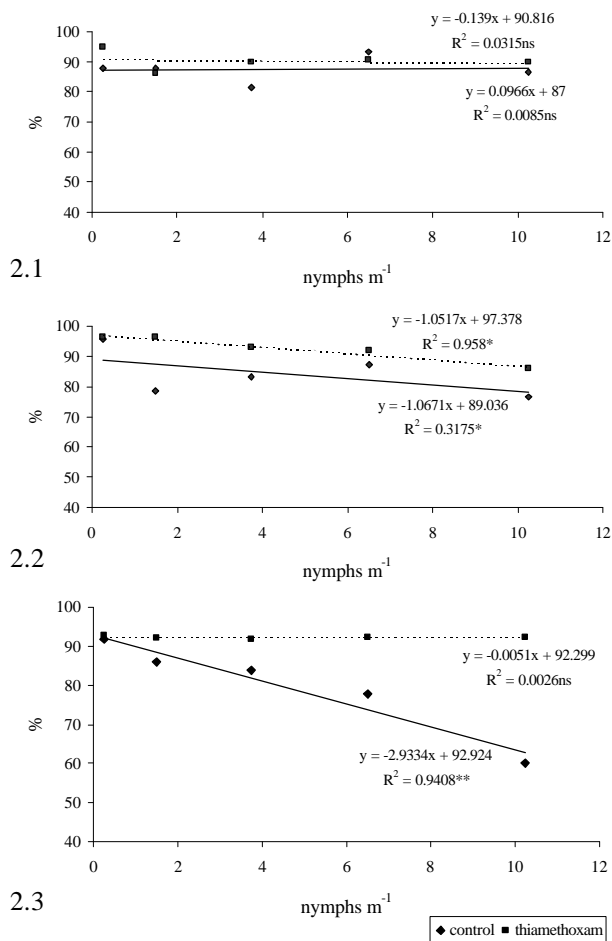 y = -0.139x + 90.816
R² = 0.0315ns
100
90
80
70
60
50
40
%
y = 0.0966x + 87
R² = 0.0085ns
0 2 4 6 8 10 12
2.1
nymphs m⁻¹
y = -1.0517x + 97.378
R² = 0.958*
100
90
80
70
60
50
40
%
y = -1.0671x + 89.036
R² = 0.3175*
0 2 4 6 8 10 12
2.2
nymphs m⁻¹
100
90
80
70
60
50
40
%
y = -0.0051x + 92.299
R² = 0.0026ns
y = -2.9334x + 92.924
R² = 0.9408**
0 2 4 6 8 10 12
nymphs m⁻¹
2.3
control thiamethoxam